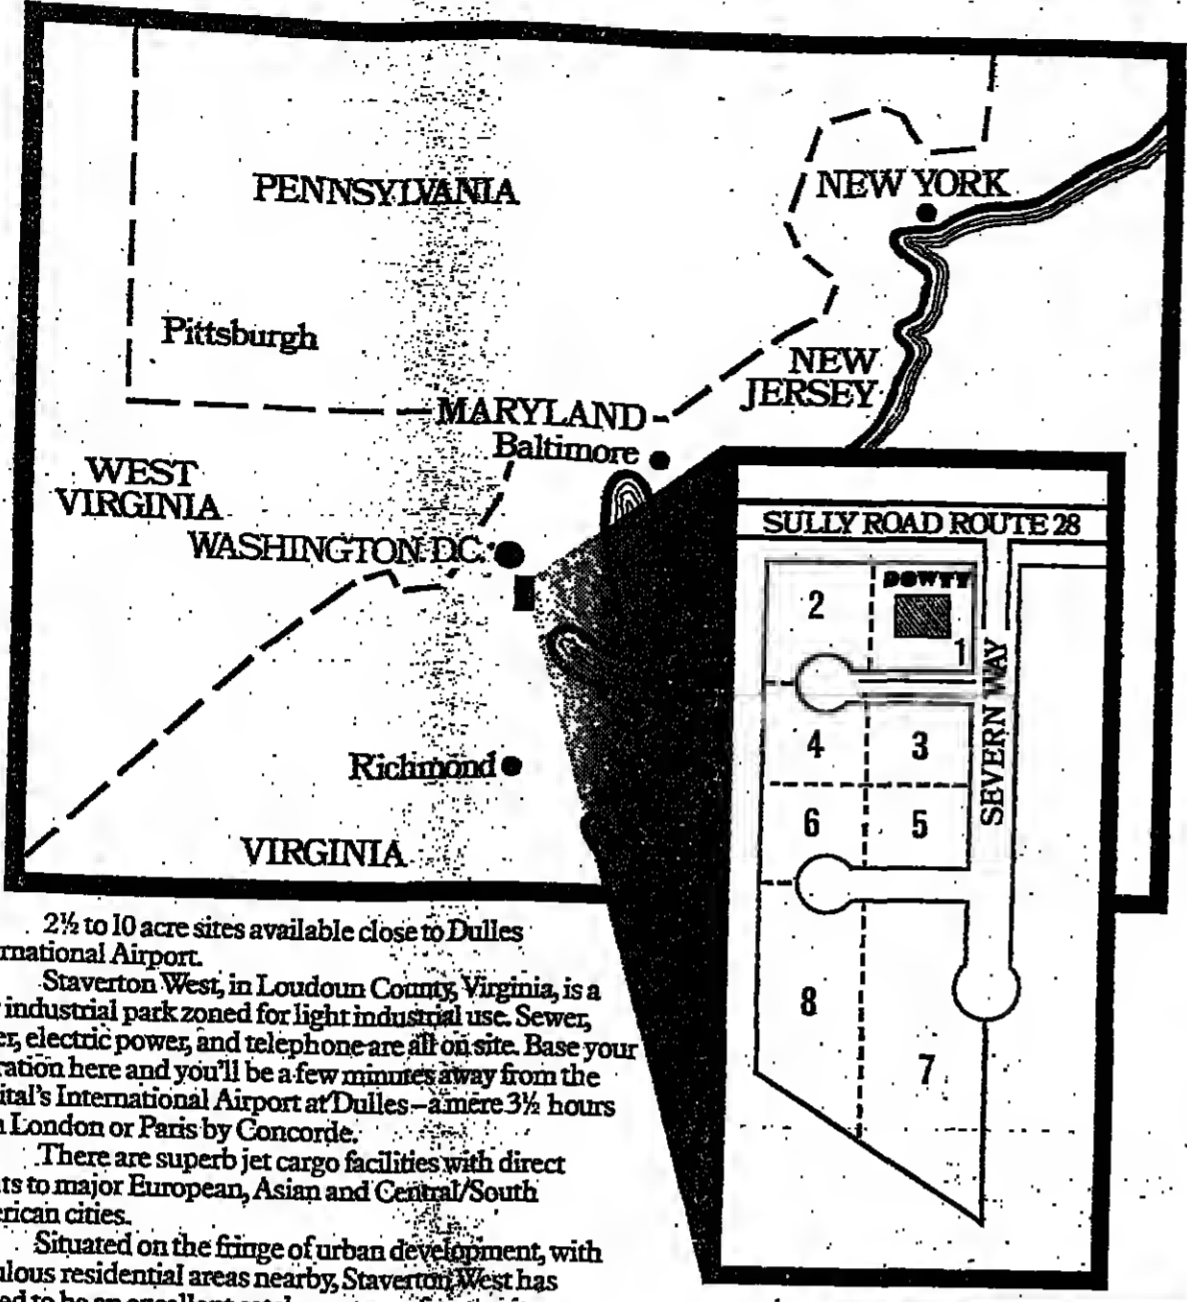 PENNSYLVANIA
NEW YORK
Pittsburgh
NEW
JERSEY
MARYLAND
Baltimore
WEST
VIRGINIA
WASHINGTON D.C.
Richmond
VIRGINIA
SULLY ROAD ROUTE 28
DOWTY
2
1
SEVERN WAY
4
3
6
5
8
7
2½ to 10 acre sites available close to Dulles
rnational Airport.
Staverton West, in Loudoun County, Virginia, is a
industrial park zoned for light industrial use. Sewer,
er, electric power, and telephone are all on site. Base your
ration here and you'll be a few minutes away from the
ital's International Airport at Dulles – a mere 3½ hours
London or Paris by Concorde.
There are superb jet cargo facilities with direct
ts to major European, Asian and Central/South
rican cities.
Situated on the fringe of urban development, with
ulous residential areas nearby, Staverton West has